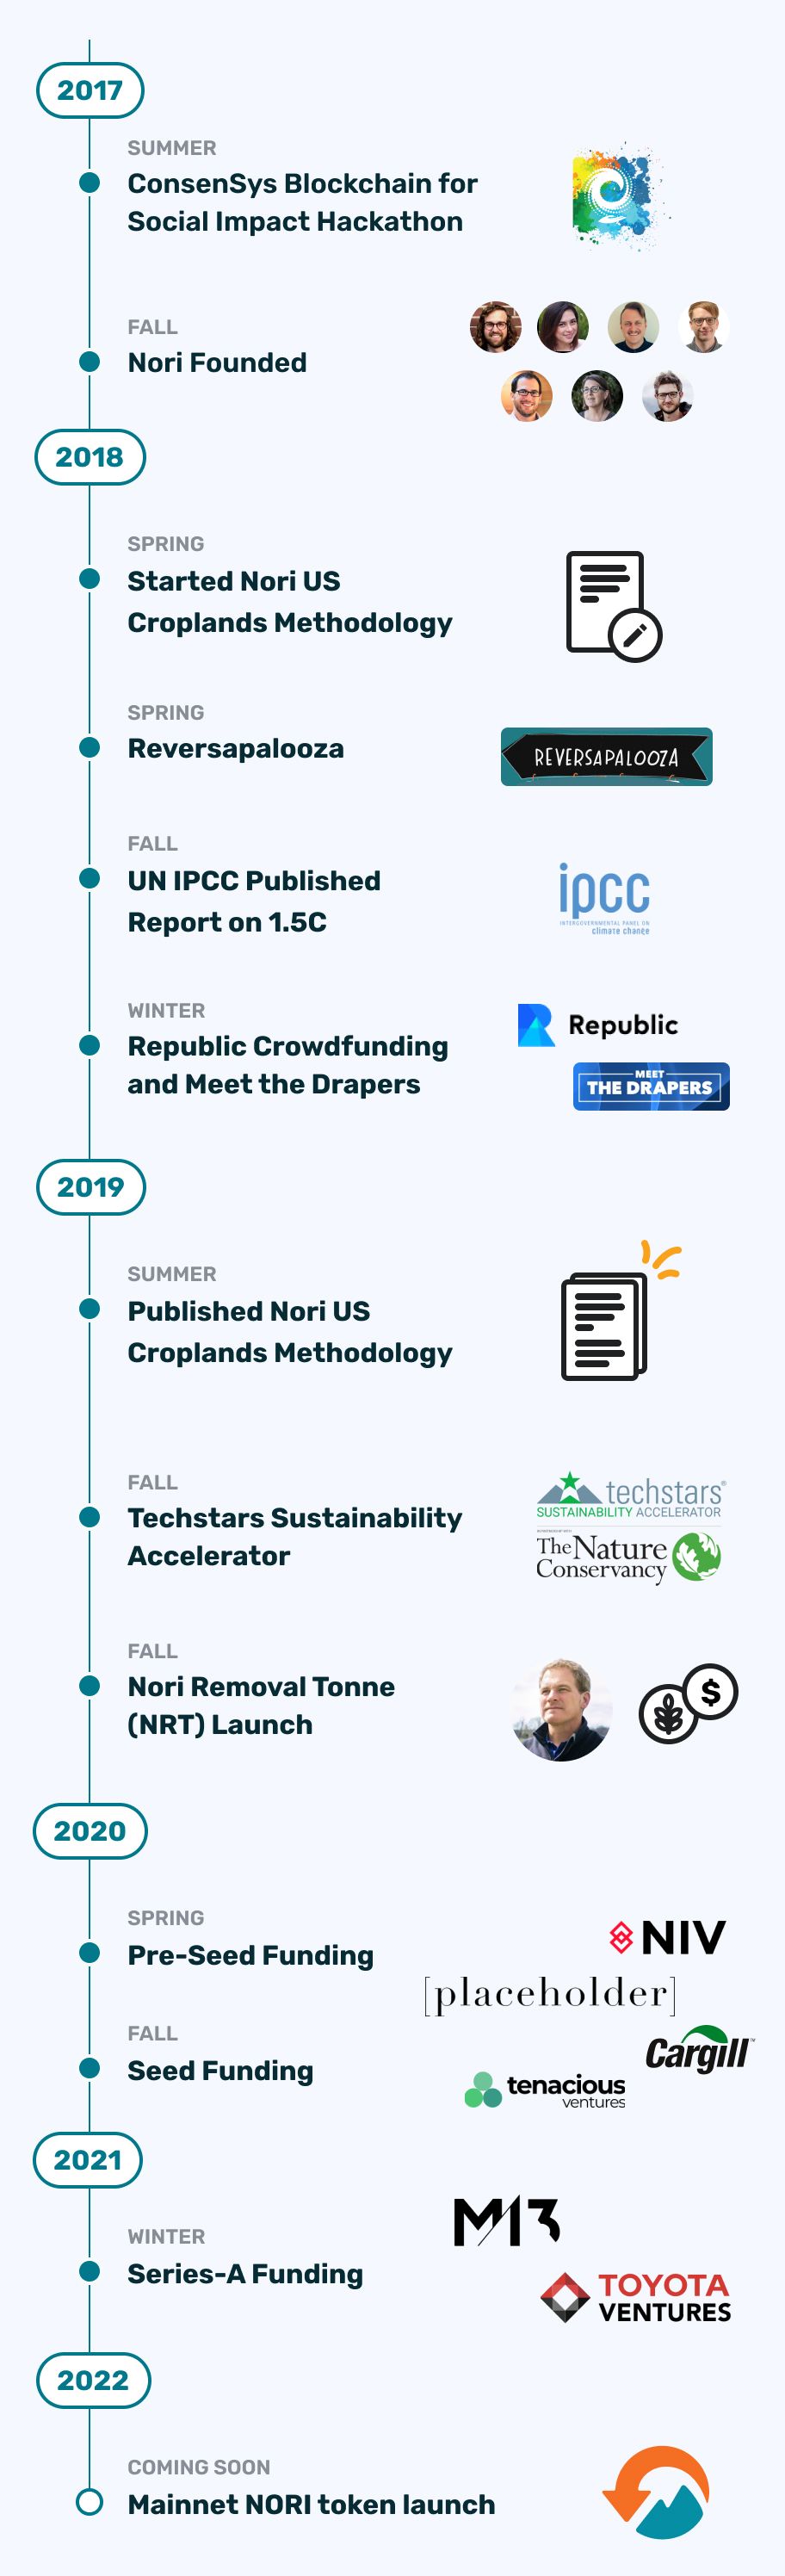 2017
SUMMER
ConsenSys Blockchain for
Social Impact Hackathon
FALL
Nori Founded
2018
SPRING
Started Nori US
Croplands Methodology
SPRING
Reversapalooza
REVERSAPALOOZA
FALL
UN IPCC Published
Report on 1.5C
ipcc
INTERGOVERNMENTAL PANEL ON
climate change
WINTER
Republic Crowdfunding
and Meet the Drapers
Republic
MEET
THE DRAPERS
2019
SUMMER
Published Nori US
Croplands Methodology
FALL
Techstars Sustainability
Accelerator
techstars®
SUSTAINABILITY ACCELERATOR
The Nature
Conservancy
FALL
Nori Removal Tonne
(NRT) Launch
$
2020
SPRING
Pre-Seed Funding
NIV
[placeholder]
FALL
Seed Funding
Cargill™
tenacious
ventures
2021
WINTER
Series-A Funding
M13
TOYOTA
VENTURES
2022
COMING SOON
Mainnet NORI token launch